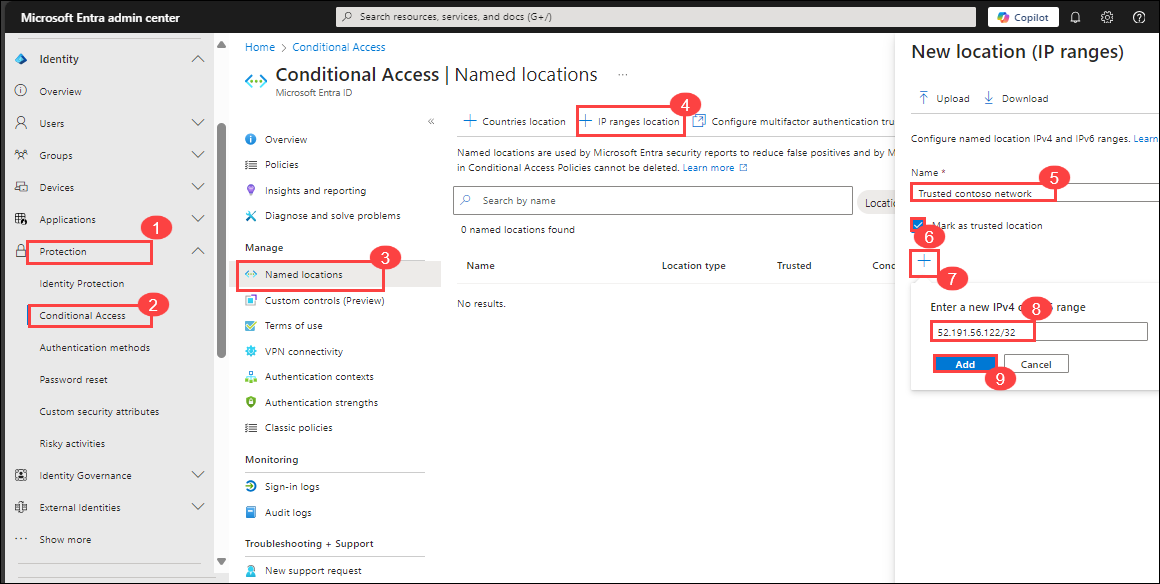 Microsoft Entra admin center
Search resources, services, and docs (G+/)
Copilot
Identity
Overview
Users
Groups
Devices
Applications
1
Protection
Identity Protection
2
Conditional Access
Authentication methods
Password reset
Custom security attributes
Risky activities
Identity Governance
External Identities
Show more
Home > Conditional Access
Conditional Access | Named locations ...
Microsoft Entra ID
«
Overview
Policies
Insights and reporting
Diagnose and solve problems
Manage
3
Named locations
Custom controls (Preview)
Terms of use
VPN connectivity
Authentication contexts
Authentication strengths
Classic policies
Monitoring
Sign-in logs
Audit logs
Troubleshooting + Support
New support request
4
+ Countries location + IP ranges location Configure multifactor authentication tru
Named locations are used by Microsoft Entra security reports to reduce false positives and by M
in Conditional Access Policies cannot be deleted. Learn more
Search by name
Locatio
0 named locations found
Name Location type Trusted Con
No results.
New location (IP ranges)
Upload Download
Configure named location IPv4 and IPv6 ranges. Learn
Name *
5
Trusted contoso network
Mark as trusted location
6
+
7
Enter a new IPv4 range
8
52.191.56.122/32
Add Cancel
9